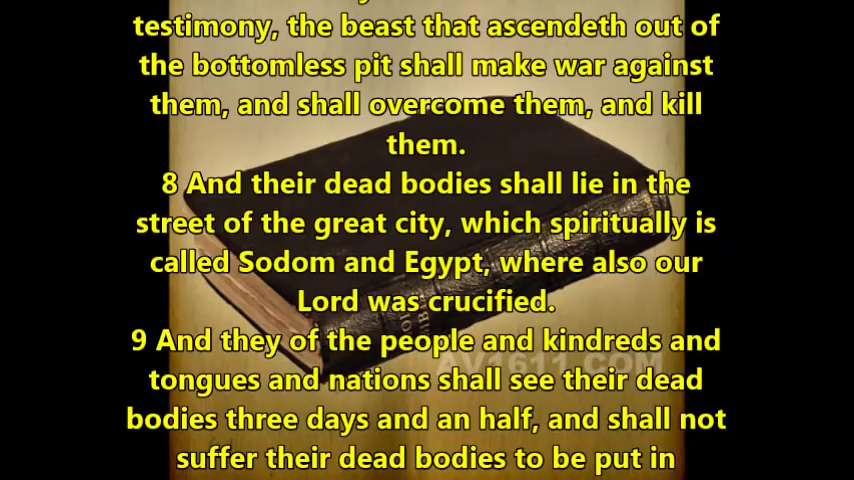 testimony, the beast that ascendeth out of
the bottomless pit shall make war against
them, and shall overcome them, and kill
them.
8 And their dead bodies shall lie in the
street of the great city, which spiritually is
called Sodom and Egypt, where also our
Lord was crucified.
9 And they of the people and kindreds and
AV1611.COM
tongues and nations shall see their dead
bodies three days and an half, and shall not
suffer their dead bodies to be put in